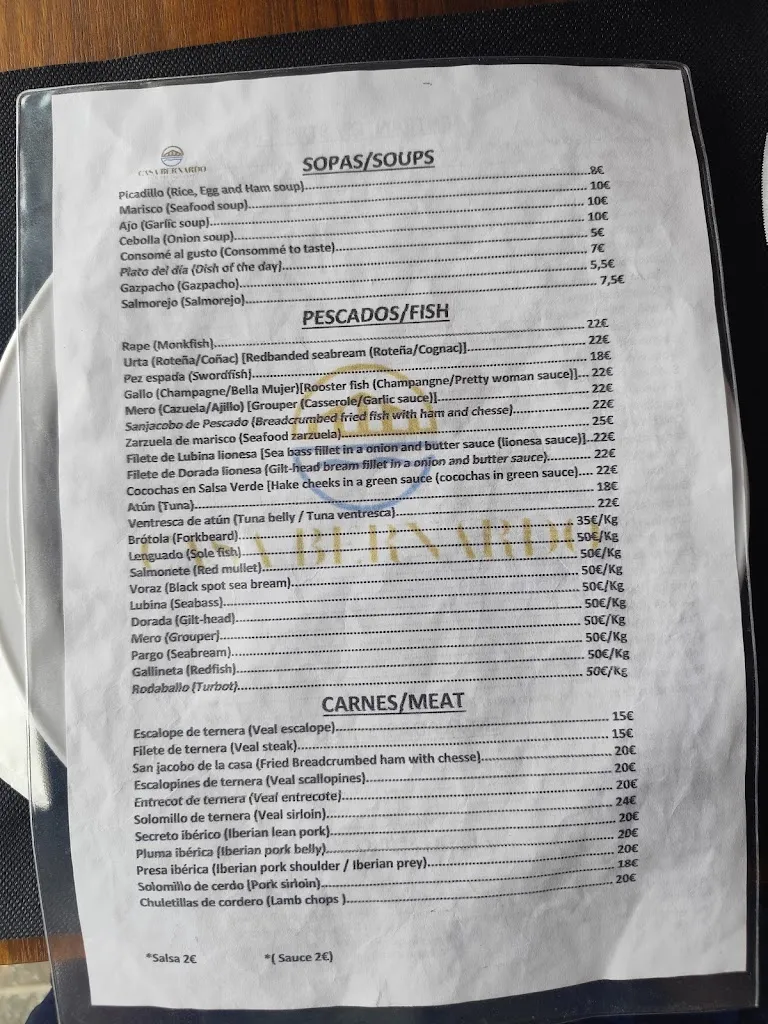 CASA BERNARDO
SOPAS/SOUPS
Picadillo (Rice, Egg and Ham soup)........8€
Marisco (Seafood soup)........ 10€
Ajo (Garlic soup)........ 10€
Cebolla (Onion soup)........ 10€
Consomé al gusto (Consommé to taste)........ 5€
Plato del día (Dish of the day)........ 7€
Gazpacho (Gazpacho)........ 5,5€
Salmorejo (Salmorejo)........ 7,5€
PESCADOS/FISH
Rape (Monkfish)........ 22€
Urta (Roteña/Coñac) [Redbanded seabream (Roteña/Cognac)]........ 22€
Pez espada (Swordfish)........ 18€
Gallo (Champagne/Bella Mujer)[Rooster fish (Champangne/Pretty woman sauce)]... 22€
Mero (Cazuela/Ajillo) [Grouper (Casserole/Garlic sauce)]........ 22€
Sanjacobo de Pescado (Breadcrumbed fried fish with ham and chesse)........ 22€
Zarzuela de marisco (Seafood zarzuela)........ 25€
Filete de Lubina lionesa [Sea bass fillet in a onion and butter sauce (lionesa sauce)]..22€
Filete de Dorada lionesa (Gilt-head bream fillet in a onion and butter sauce)........ 22€
Cocochas en Salsa Verde [Hake cheeks in a green sauce (cocochas in green sauce).... 22€
Atún (Tuna)........ 18€
Ventresca de atún (Tuna belly / Tuna ventresca)........ 22€
Brótola (Forkbeard)........ 35€/Kg
Lenguado (Sole fish)........ 50€/Kg
Salmonete (Red mullet)........ 50€/Kg
Voraz (Black spot sea bream)........ 50€/Kg
Lubina (Seabass)........ 50€/Kg
Dorada (Gilt-head)........ 50€/Kg
Mero (Grouper)........ 50€/Kg
Pargo (Seabream)........ 50€/Kg
Gallineta (Redfish)........ 50€/Kg
Rodaballo (Turbot)........ 50€/Kg
CASA BERNARDO
CARNES/MEAT
Escalope de ternera (Veal escalope)........ 15€
Filete de ternera (Veal steak)........ 15€
San jacobo de la casa (Fried Breadcrumbed ham with chesse)........ 20€
Escalopines de ternera (Veal scallopines)........ 20€
Entrecot de ternera (Veal entrecote)........ 20€
Solomillo de ternera (Veal sirloin)........ 24€
Secreto ibérico (Iberian lean pork)........ 20€
Pluma ibérica (Iberian pork belly)........ 20€
Presa ibérica (Iberian pork shoulder / Iberian prey)........ 20€
Solomillo de cerdo (Pork sirloin)........ 18€
Chuletillas de cordero (Lamb chops )........ 20€
*Salsa 2€ *( Sauce 2€)